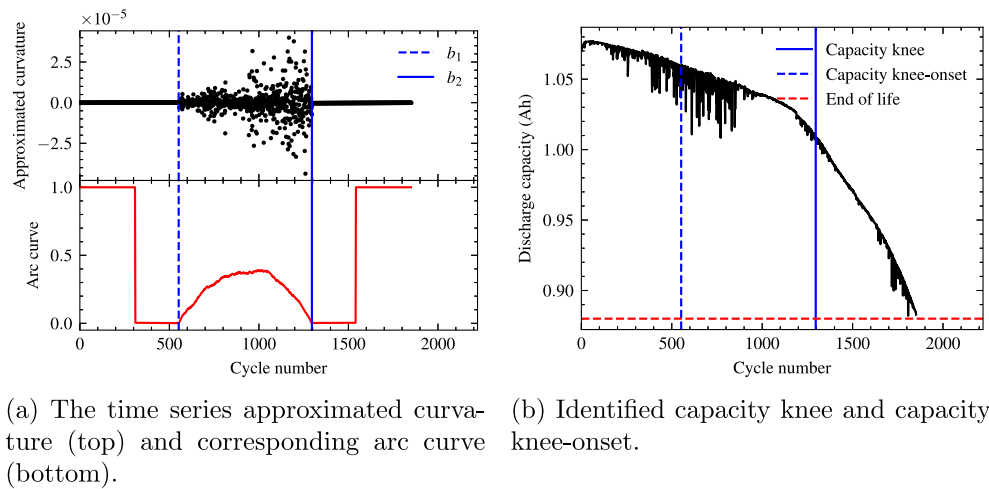 ×10⁻⁵
Approximated curvature
2.5
0.0
−2.5
b₁
b₂
Arc curve
1.0
0.5
0.0
0 500 1000 1500 2000
Cycle number
Discharge capacity (Ah)
1.05
1.00
0.95
0.90
Capacity knee
Capacity knee-onset
End of life
0 500 1000 1500 2000
Cycle number
(a) The time series approximated curva-
ture (top) and corresponding arc curve
(bottom).
(b) Identified capacity knee and capacity
knee-onset.